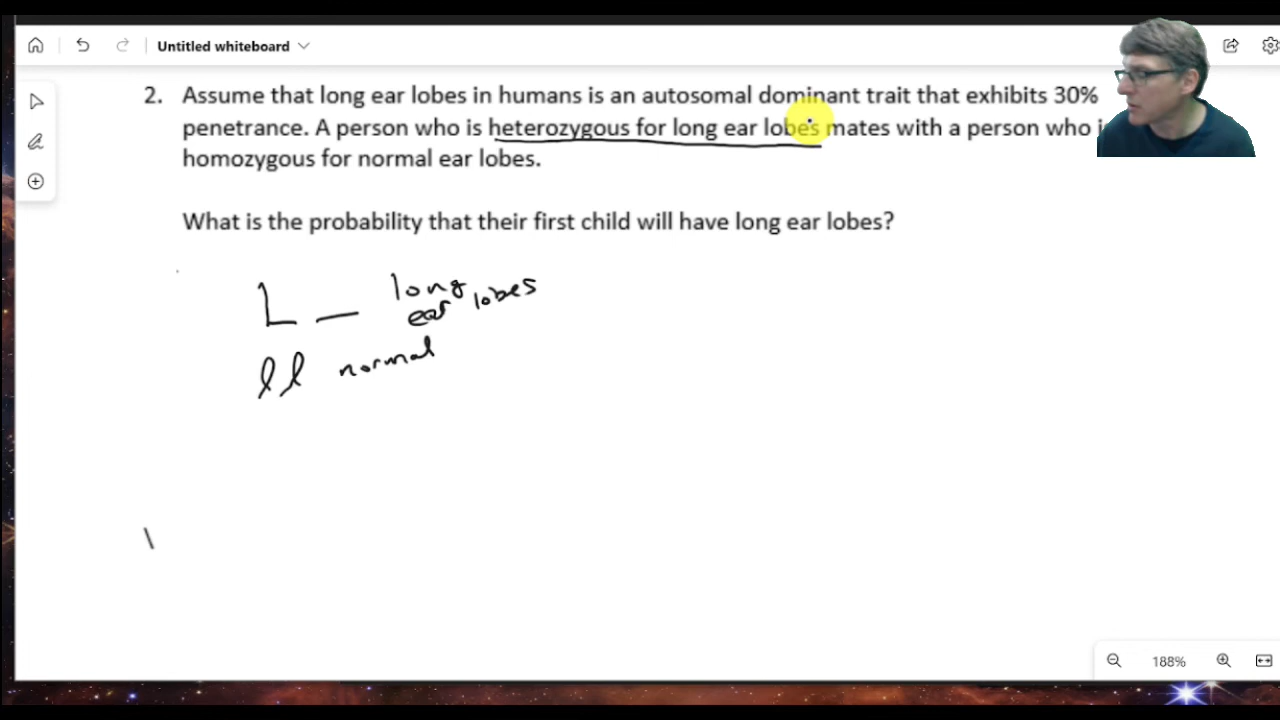 Untitled whiteboard
2. Assume that long ear lobes in humans is an autosomal dominant trait that exhibits 30%
penetrance. A person who is heterozygous for long ear lobes mates with a person who
homozygous for normal ear lobes.
What is the probability that their first child will have long ear lobes?
L — long
ear lobes
ll normal
188%